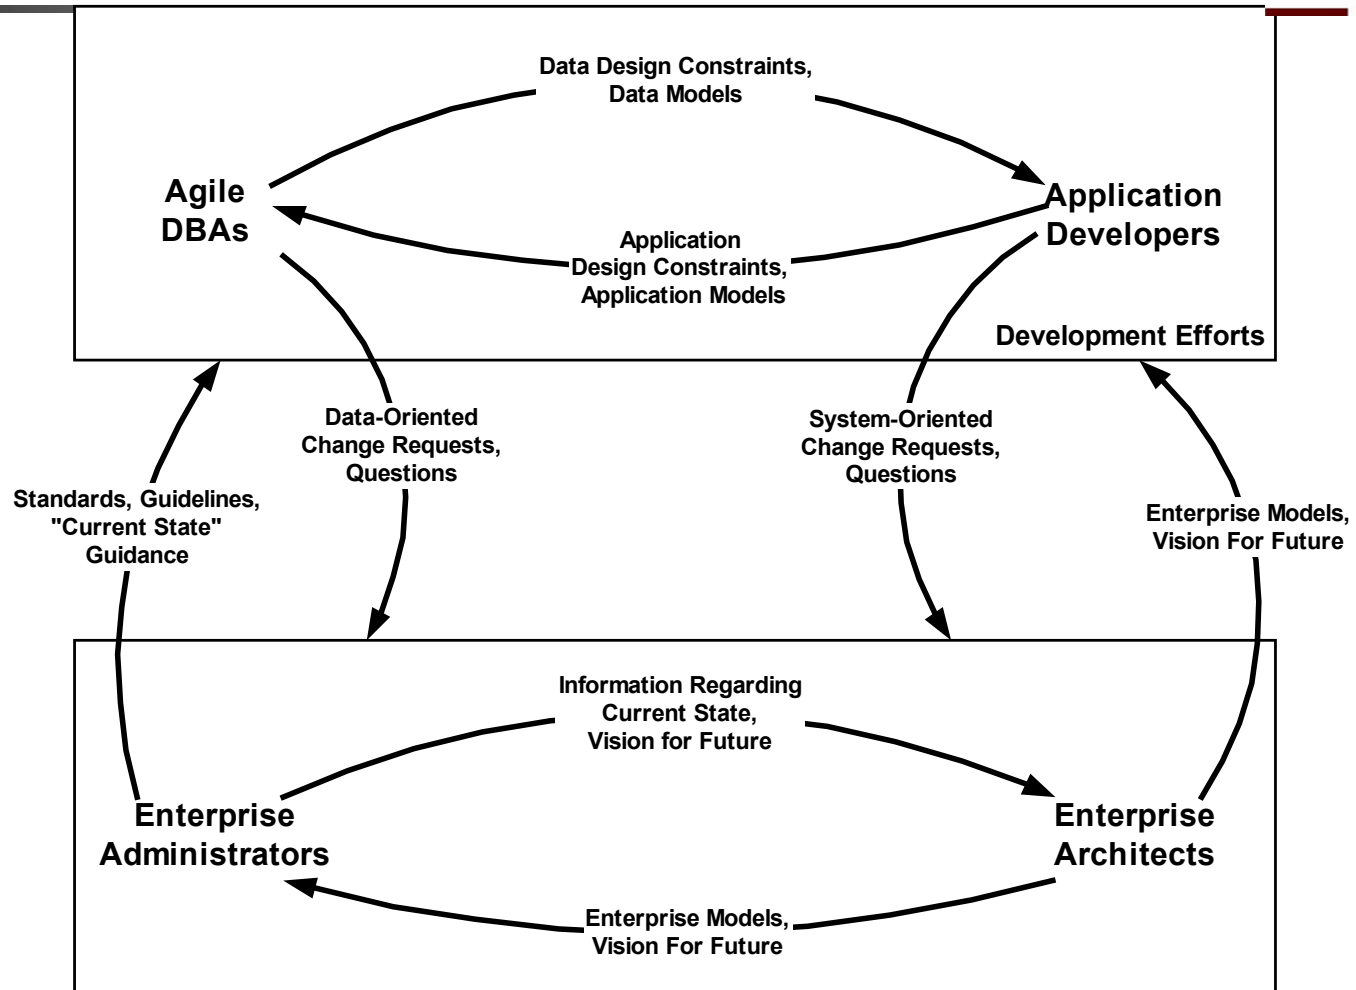 Data Design Constraints,
Data Models
Agile
DBAs
Application
Developers
Application
Design Constraints,
Application Models
Development Efforts
Data-Oriented
Change Requests,
Questions
System-Oriented
Change Requests,
Questions
Standards, Guidelines,
"Current State"
Guidance
Enterprise Models,
Vision For Future
Information Regarding
Current State,
Vision for Future
Enterprise
Administrators
Enterprise
Architects
Enterprise Models,
Vision For Future